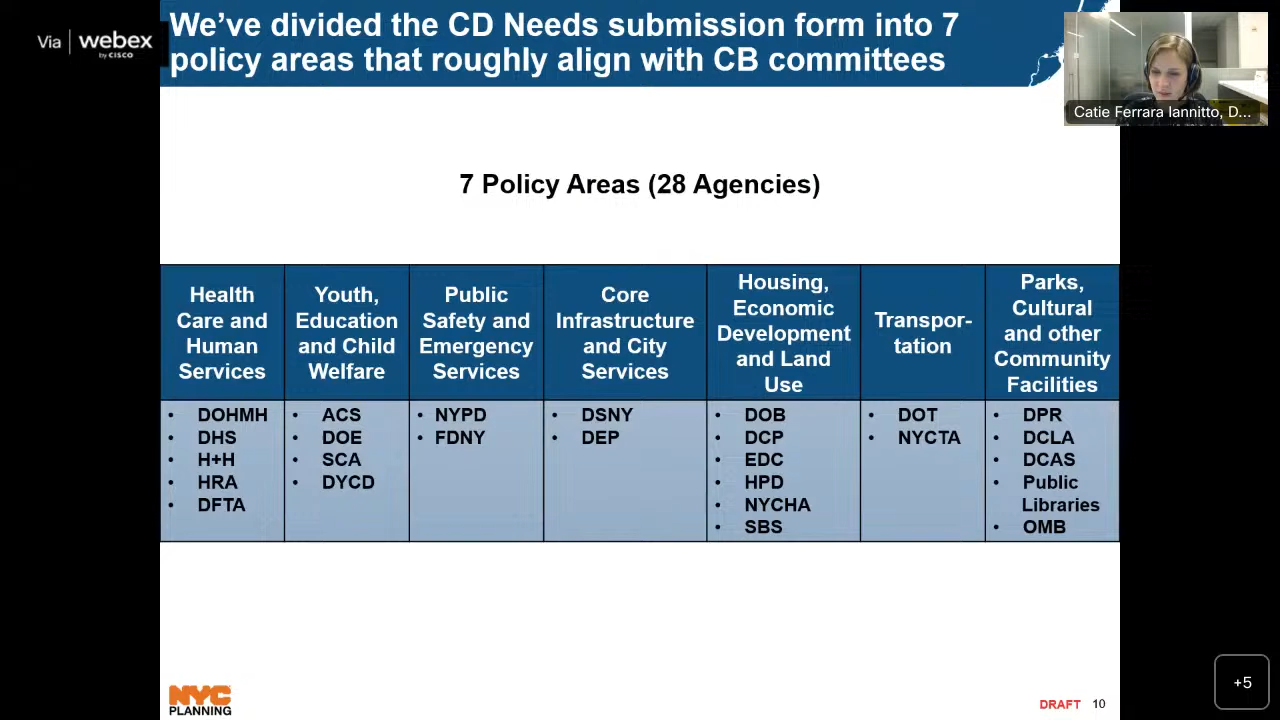 Via | webex
by CISCO
We've divided the CD Needs submission form into 7
policy areas that roughly align with CB committees
Catie Ferrara Iannitto, D...
7 Policy Areas (28 Agencies)
Health
Care and
Human
Services
• DOHMH
• DHS
• H+H
• HRA
• DFTA
Youth,
Education
and Child
Welfare
• ACS
• DOE
• SCA
• DYCD
Public
Safety and
Emergency
Services
• NYPD
• FDNY
Core
Infrastructure
and City
Services
• DSNY
• DEP
Housing,
Economic
Development
and Land
Use
• DOB
• DCP
• EDC
• HPD
• NYCHA
• SBS
Transpor-
tation
• DOT
• NYCTA
Parks,
Cultural
and other
Community
Facilities
• DPR
• DCLA
• DCAS
• Public
Libraries
• OMB
NYC
PLANNING
DRAFT 10
+5